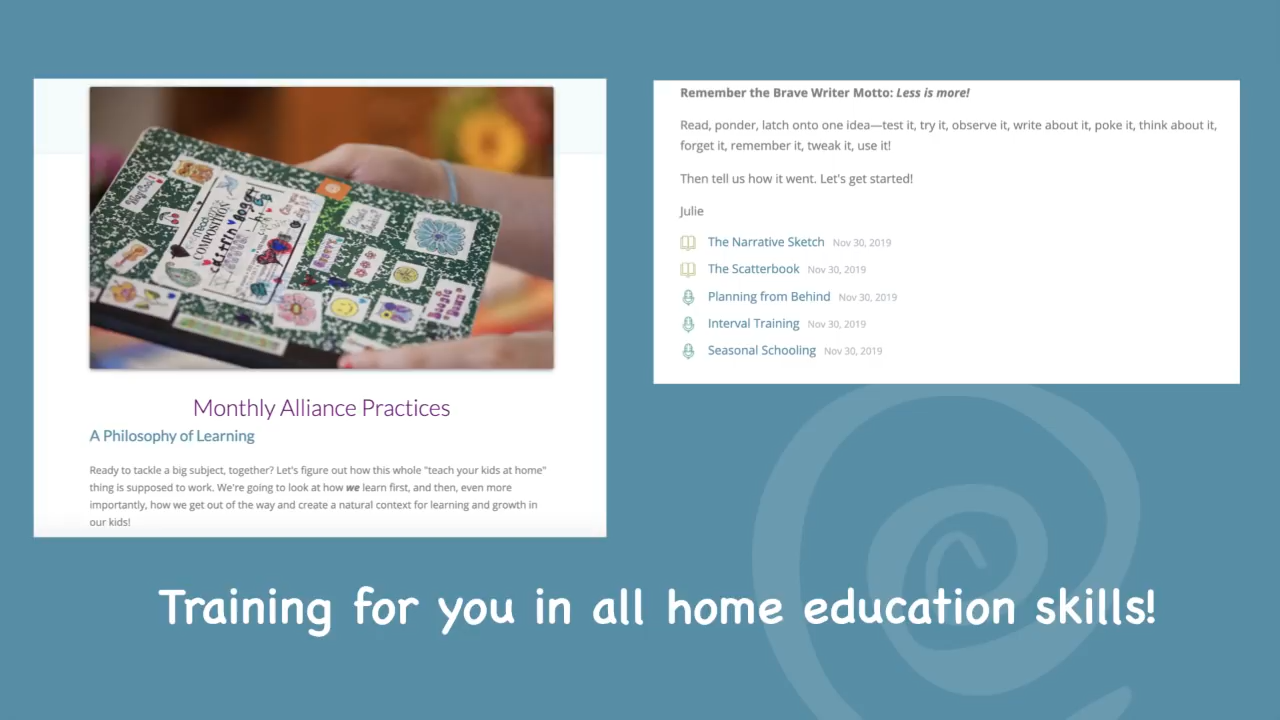 COMPOSITION
Monthly Alliance Practices
A Philosophy of Learning
Ready to tackle a big subject, together? Let's figure out how this whole "teach your kids at home"
thing is supposed to work. We're going to look at how we learn first, and then, even more
importantly, how we get out of the way and create a natural context for learning and growth in
our kids!
Remember the Brave Writer Motto: Less is more!
Read, ponder, latch onto one idea—test it, try it, observe it, write about it, poke it, think about it,
forget it, remember it, tweak it, use it!
Then tell us how it went. Let's get started!
Julie
The Narrative Sketch Nov 30, 2019
The Scatterbook Nov 30, 2019
Planning from Behind Nov 30, 2019
Interval Training Nov 30, 2019
Seasonal Schooling Nov 30, 2019
Training for you in all home education skills!